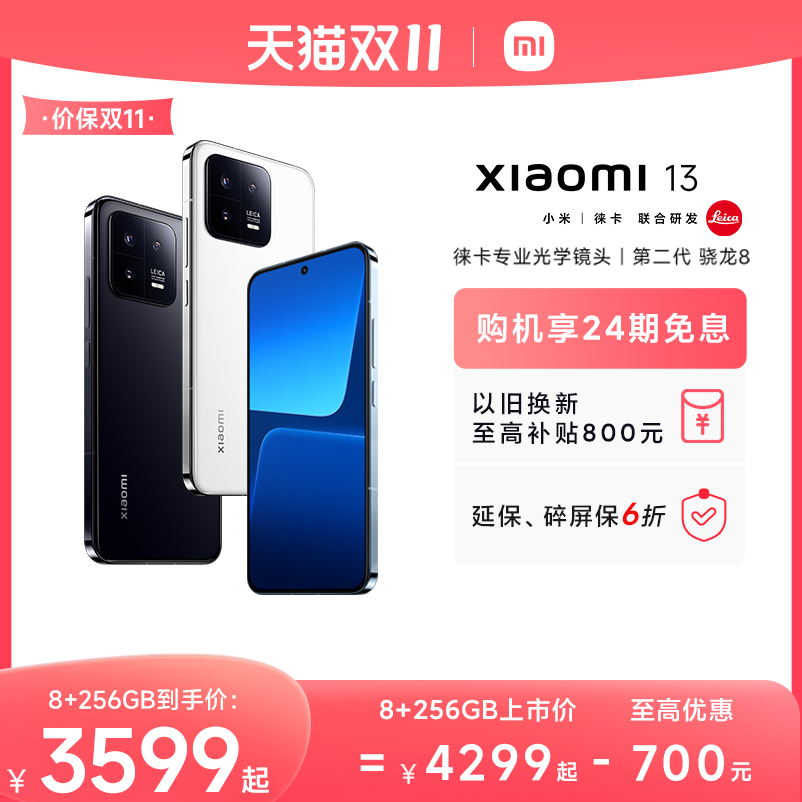 天猫双11 | mi
·价保双11·
xiaomi 13
小米 | 徕卡 联合研发 Leica
徕卡专业光学镜头 | 第二代 骁龙8
购机享24期免息
以旧换新
至高补贴800元
¥
延保、碎屏保6折
LEICA
LEICA
xiaomi
xiaomi
8+256GB到手价:
¥3599起
8+256GB上市价 至高优惠
=¥4299起-700元